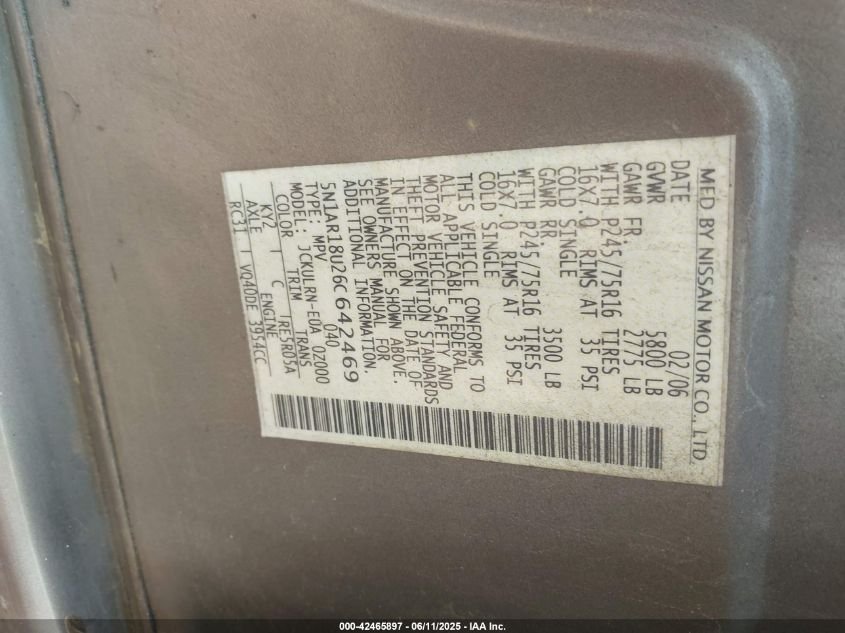 MFD BY NISSAN MOTOR CO., LTD.
DATE 02/06
GVWR 5800 LB
GAWR FR. 2775 LB
WITH P245/75R16 TIRES
16X7.0 RIMS AT 35 PSI
COLD SINGLE
GAWR RR. 3500 LB
WITH P245/75R16 TIRES
16X7.0 RIMS AT 35 PSI
COLD SINGLE
THIS VEHICLE CONFORMS TO
ALL APPLICABLE FEDERAL
MOTOR VEHICLE SAFETY AND
THEFT PREVENTION STANDARDS
IN EFFECT ON THE DATE OF
MANUFACTURE SHOWN ABOVE.
SEE OWNERS MANUAL FOR
ADDITIONAL INFORMATION.
5N1AR18U26C642469
TYPE: MPV 040
MODEL: JCKULRN-EUA 0Z000
COLOR TRIM TRANS
KY2 C RE5R05A
AXLE ENGINE
RC31 VQ40DE 3954CC
000-42465897 - 06/11/2025 - IAA Inc.